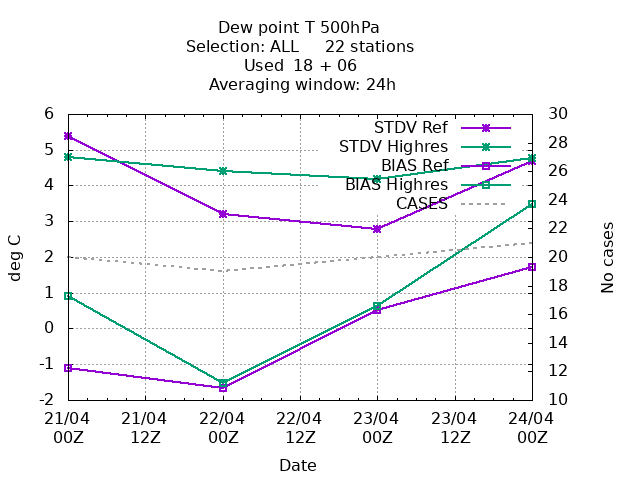 Dew point T 500hPa
Selection: ALL     22 stations
Used  18 + 06
Averaging window: 24h
STDV Ref
STDV Highres
BIAS Ref
BIAS Highres
CASES
deg C
6
5
4
3
2
1
0
-1
-2
No cases
30
28
26
24
22
20
18
16
14
12
10
21/04 21/04 22/04 22/04 23/04 23/04 24/04
00Z 12Z 00Z 12Z 00Z 12Z 00Z
Date